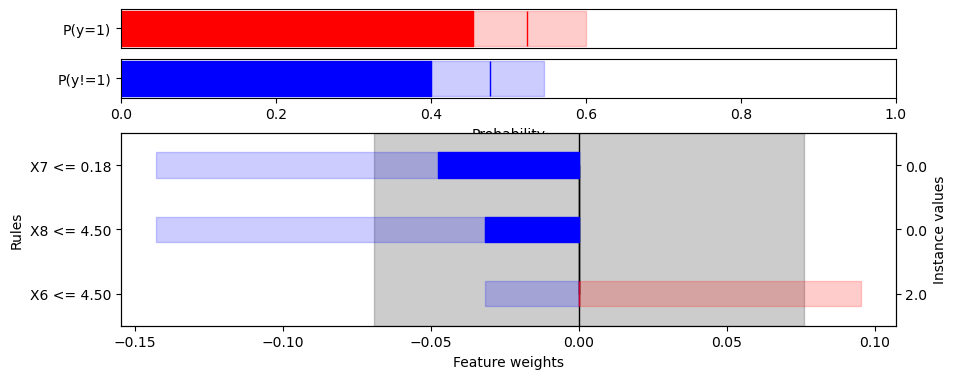 P(y=1)
P(y!=1)
0.0 0.2 0.4 0.6 0.8 1.0
Probability
X7 <= 0.18 0.0
X8 <= 4.50 0.0
X6 <= 4.50 2.0
Rules
Instance values
−0.15 −0.10 −0.05 0.00 0.05 0.10
Feature weights